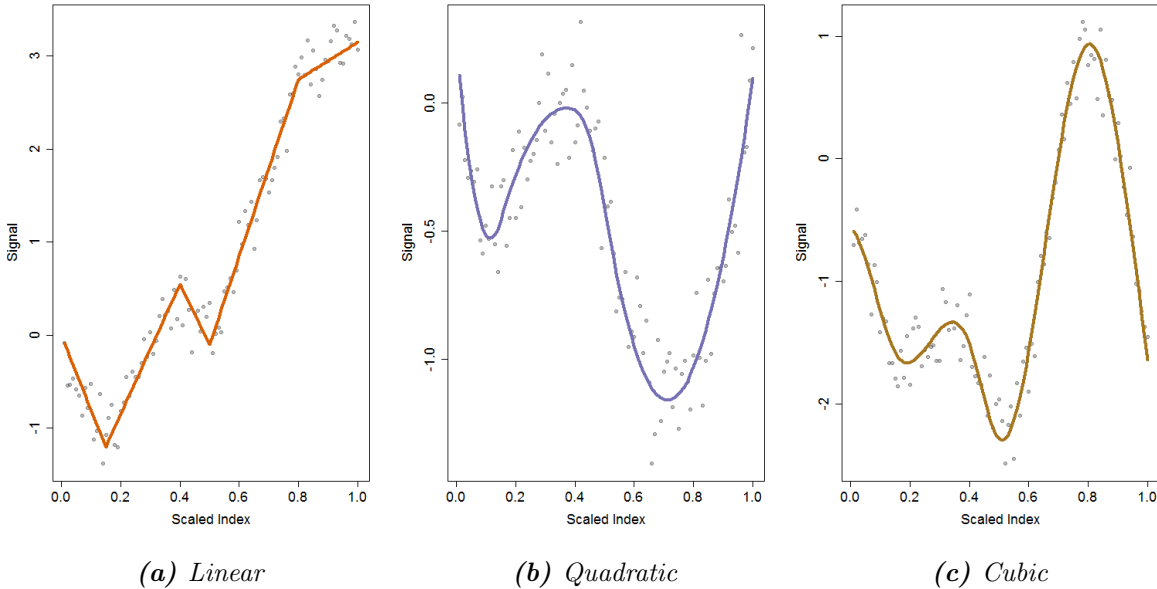 3
2
1
0
-1
Signal
0.0 0.2 0.4 0.6 0.8 1.0
Scaled Index
(a) Linear
0.0
-0.5
-1.0
Signal
0.0 0.2 0.4 0.6 0.8 1.0
Scaled Index
(b) Quadratic
1
0
-1
-2
Signal
0.0 0.2 0.4 0.6 0.8 1.0
Scaled Index
(c) Cubic